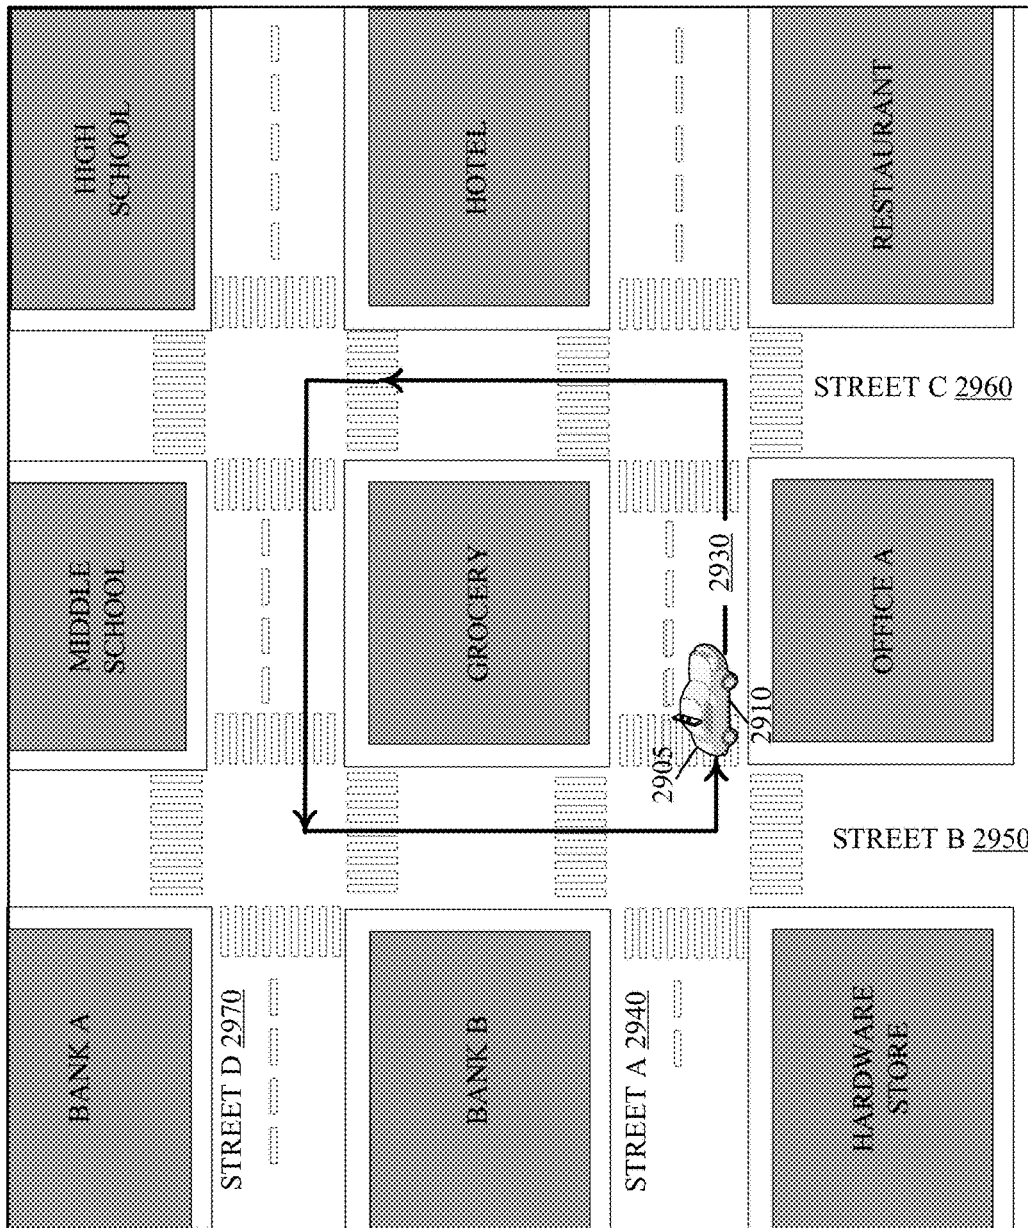 HIGH
SCHOOL
HOTEL
RESTAURANT
STREET C 2960
MIDDLE
SCHOOL
GROCERY
2930
OFFICE A
2910
2905
STREET B 2950
BANK A
STREET D 2970
BANK B
STREET A 2940
HARDWARE
STORE